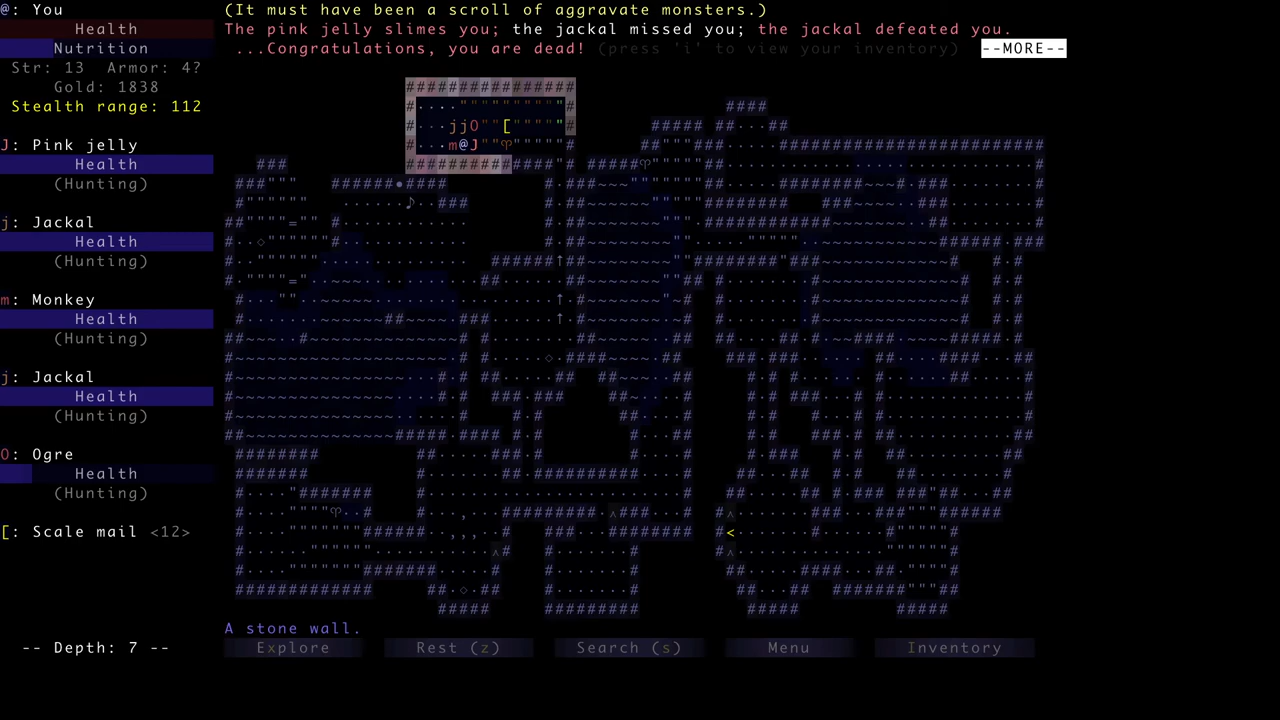 @: You
Health
Nutrition
Str: 13  Armor: 4?
Gold: 1838
Stealth range: 112
J: Pink jelly
Health
(Hunting)
j: Jackal
Health
(Hunting)
m: Monkey
Health
(Hunting)
j: Jackal
Health
(Hunting)
O: Ogre
Health
(Hunting)
[: Scale mail <12>
-- Depth: 7 --
(It must have been a scroll of aggravate monsters.)
The pink jelly slimes you; the jackal missed you; the jackal defeated you.
...Congratulations, you are dead! (press 'i' to view your inventory) --MORE--
A stone wall.
Explore Rest (z) Search (s) Menu Inventory